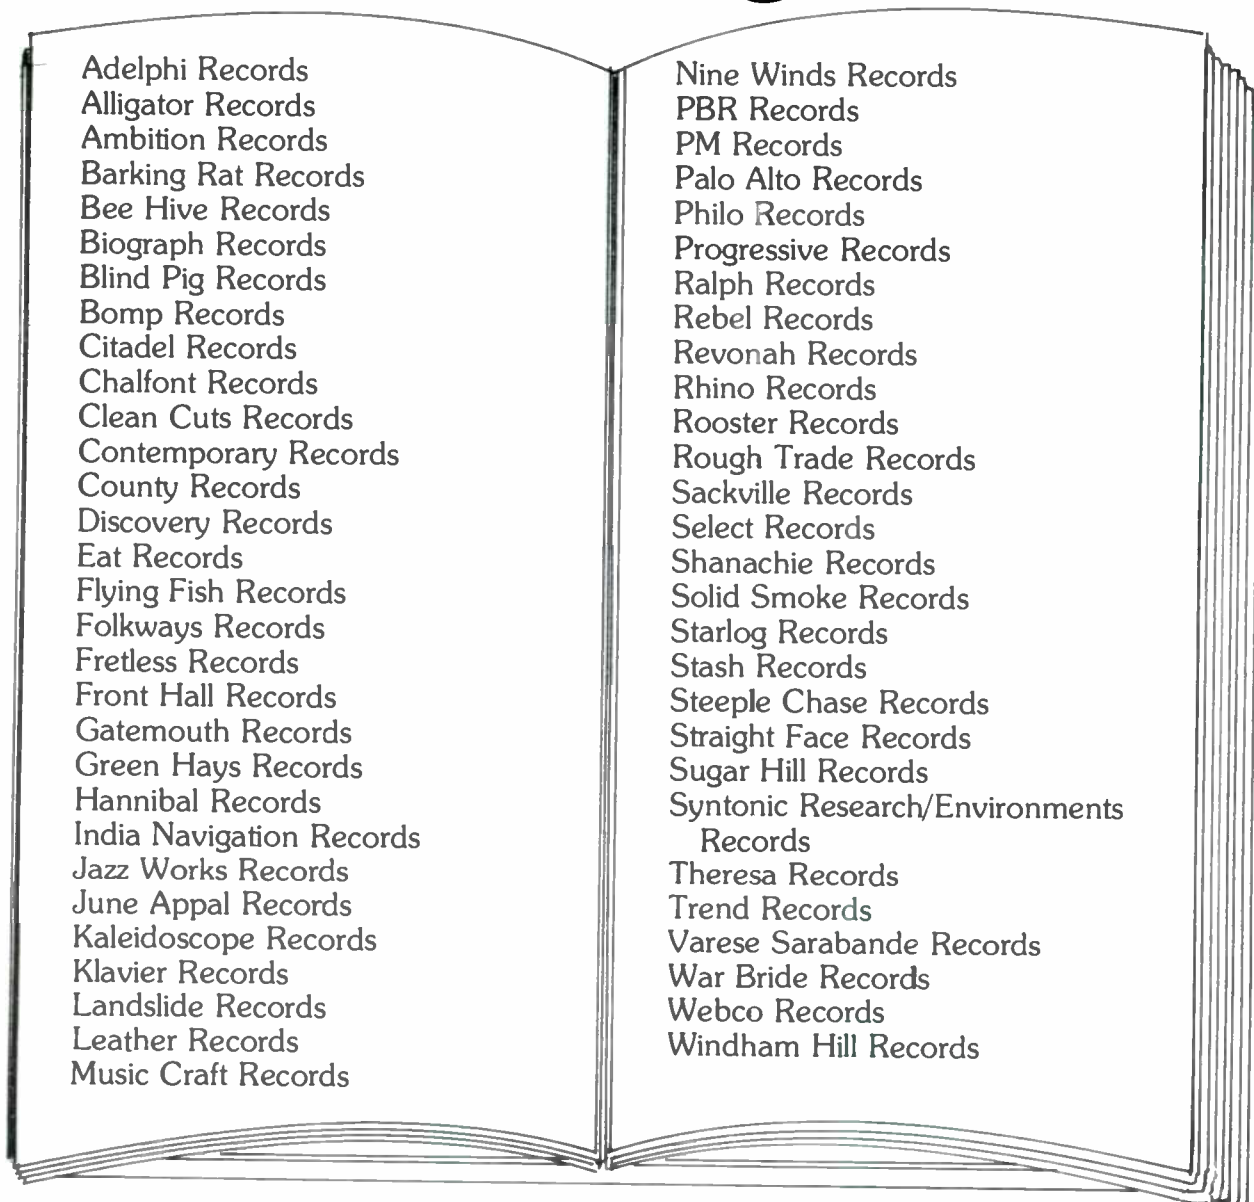 Adelphi Records
Alligator Records
Ambition Records
Barking Rat Records
Bee Hive Records
Biograph Records
Blind Pig Records
Bomp Records
Citadel Records
Chalfont Records
Clean Cuts Records
Contemporary Records
County Records
Discovery Records
Eat Records
Flying Fish Records
Folkways Records
Fretless Records
Front Hall Records
Gatemouth Records
Green Hays Records
Hannibal Records
India Navigation Records
Jazz Works Records
June Appal Records
Kaleidoscope Records
Klavier Records
Landslide Records
Leather Records
Music Craft Records
Nine Winds Records
PBR Records
PM Records
Palo Alto Records
Philo Records
Progressive Records
Ralph Records
Rebel Records
Revonah Records
Rhino Records
Rooster Records
Rough Trade Records
Sackville Records
Select Records
Shanachie Records
Solid Smoke Records
Starlog Records
Stash Records
Steeple Chase Records
Straight Face Records
Sugar Hill Records
Syntonic Research/Environments
Records
Theresa Records
Trend Records
Varese Sarabande Records
War Bride Records
Webco Records
Windham Hill Records